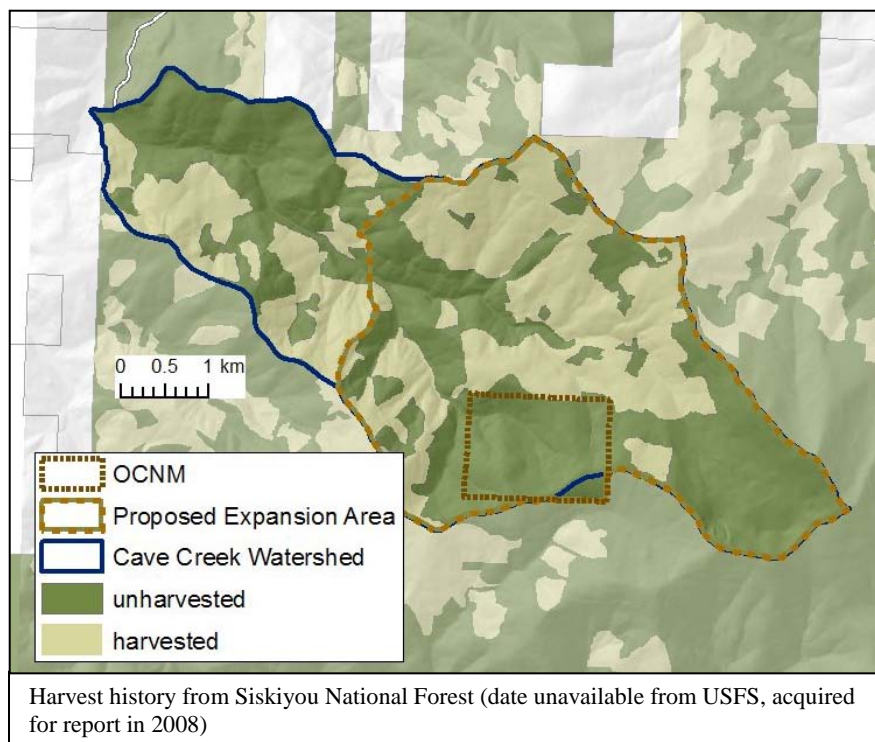 0 0.5 1 km
OCNM
Proposed Expansion Area
Cave Creek Watershed
unharvested
harvested
Harvest history from Siskiyou National Forest (date unavailable from USFS, acquired
for report in 2008)